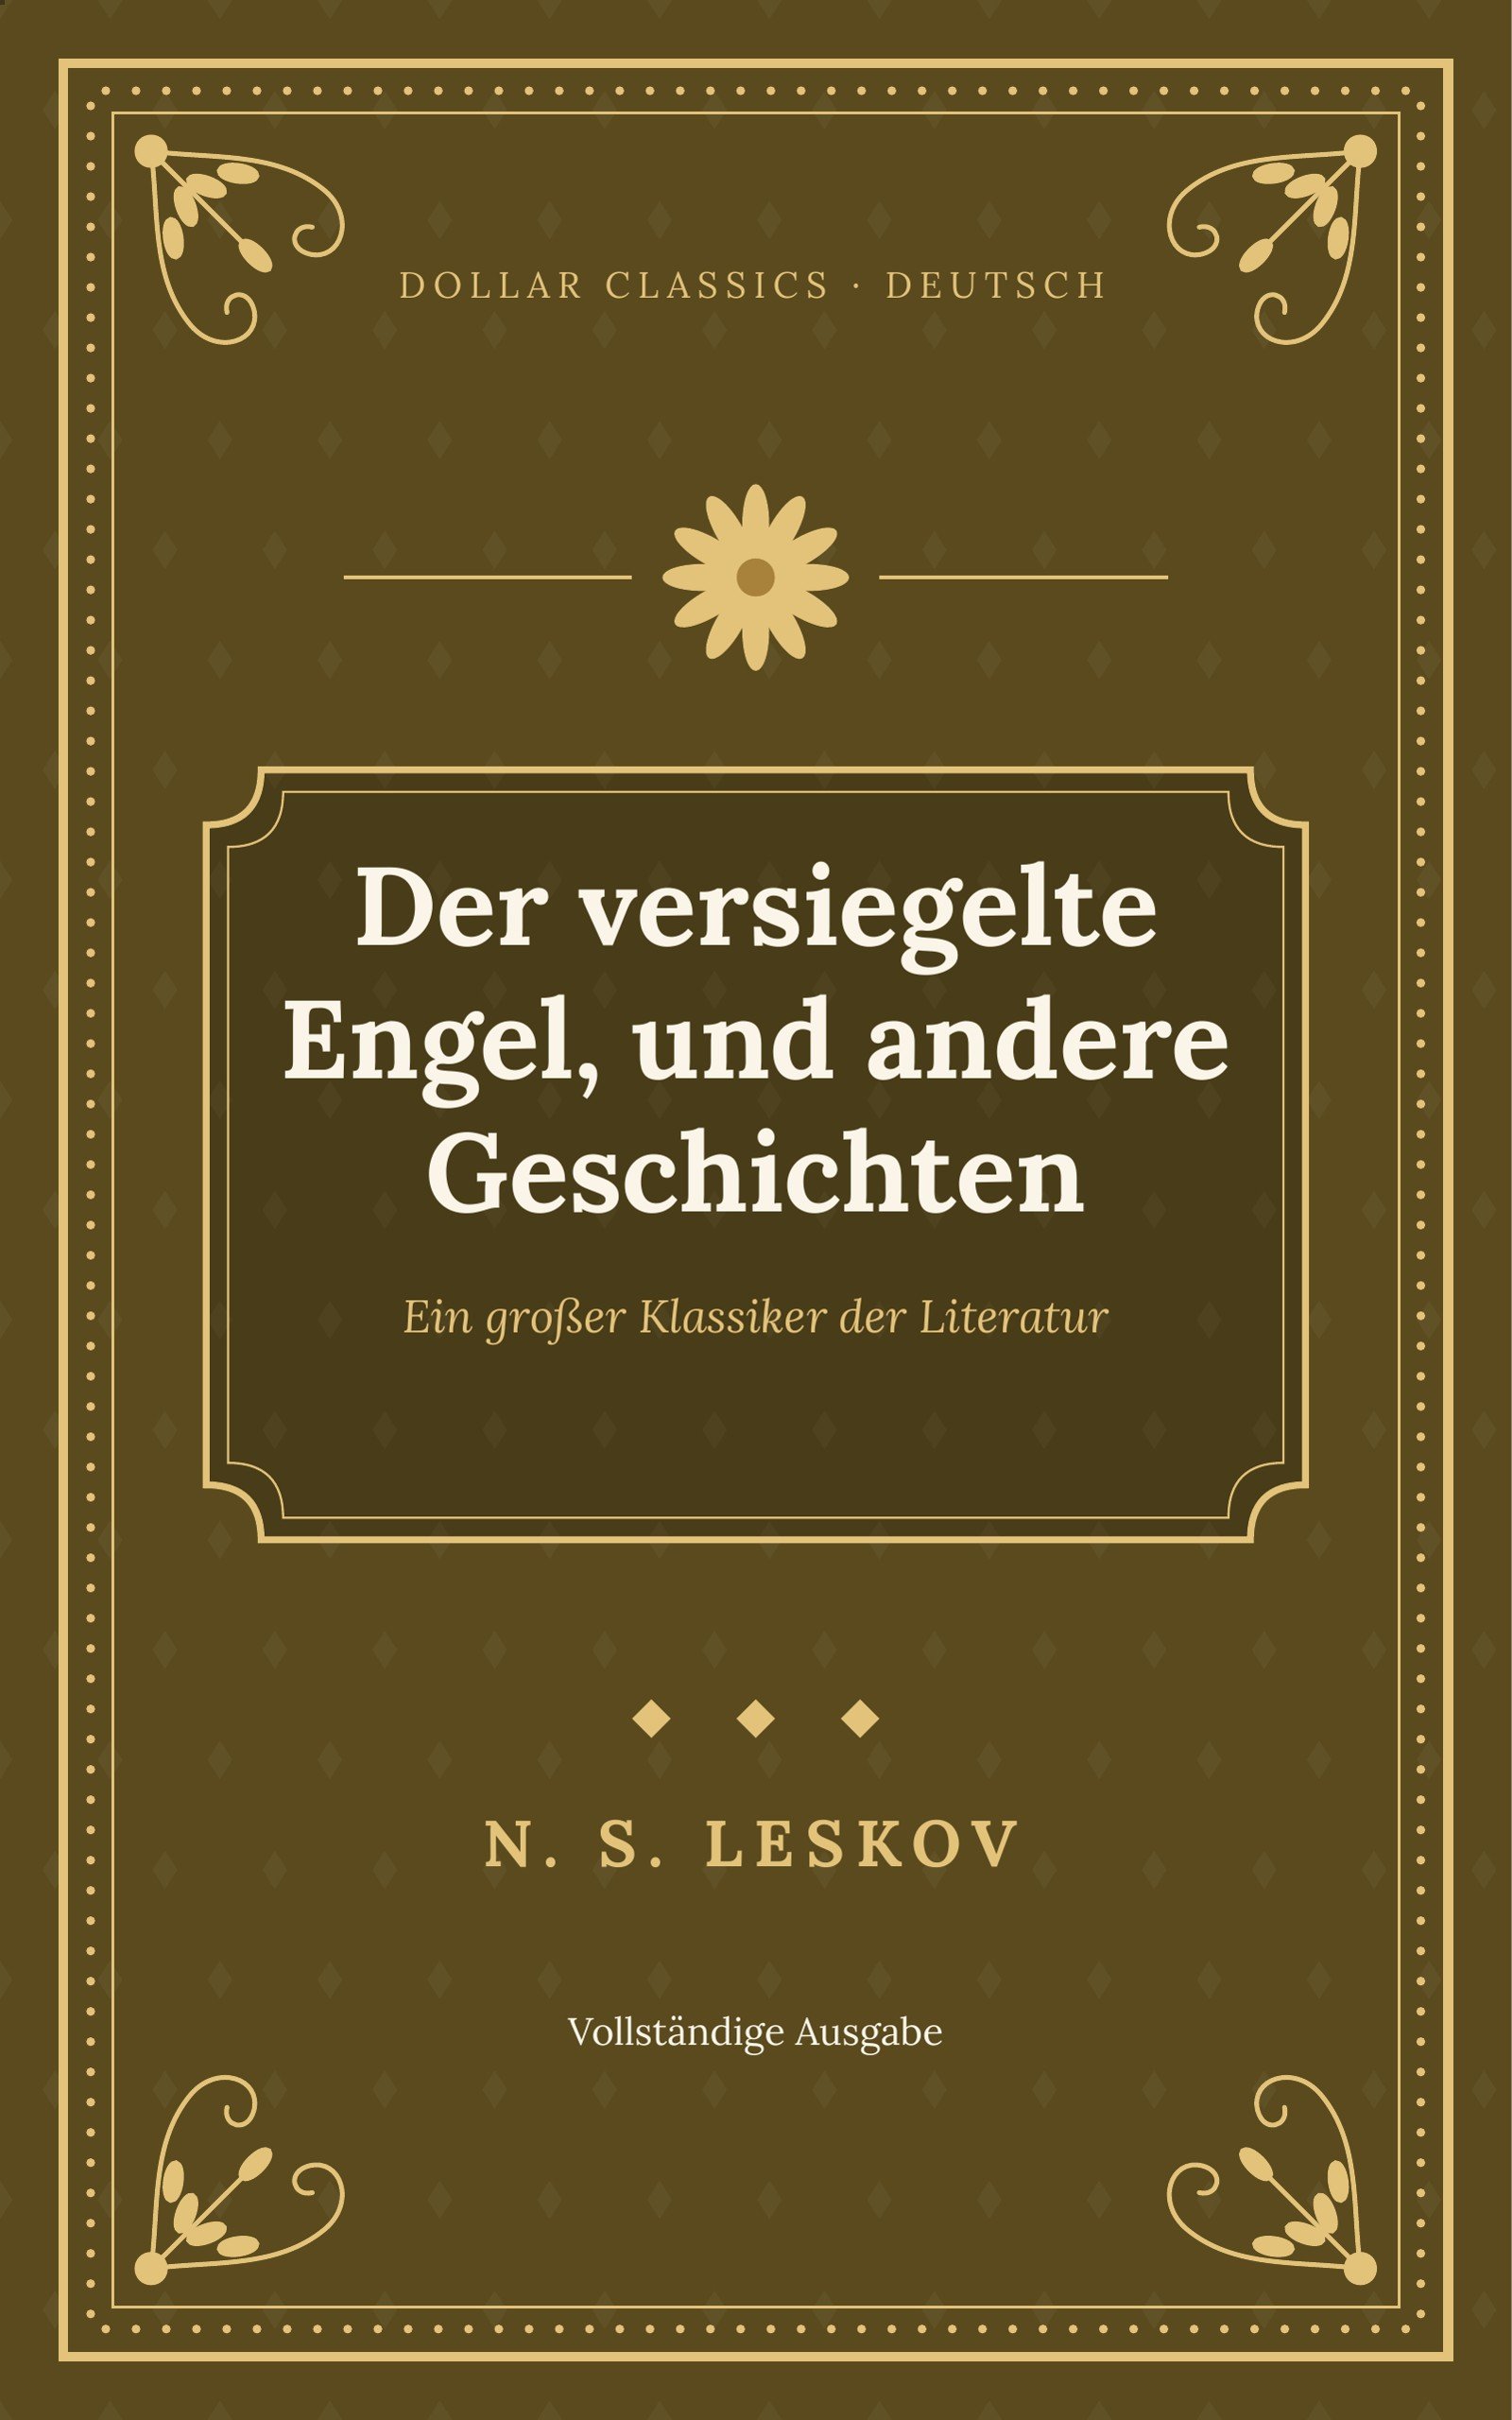 DOLLAR CLASSICS · DEUTSCH
Der versiegelte
Engel, und andere
Geschichten
Ein großer Klassiker der Literatur
N. S. LESKOV
Vollständige Ausgabe